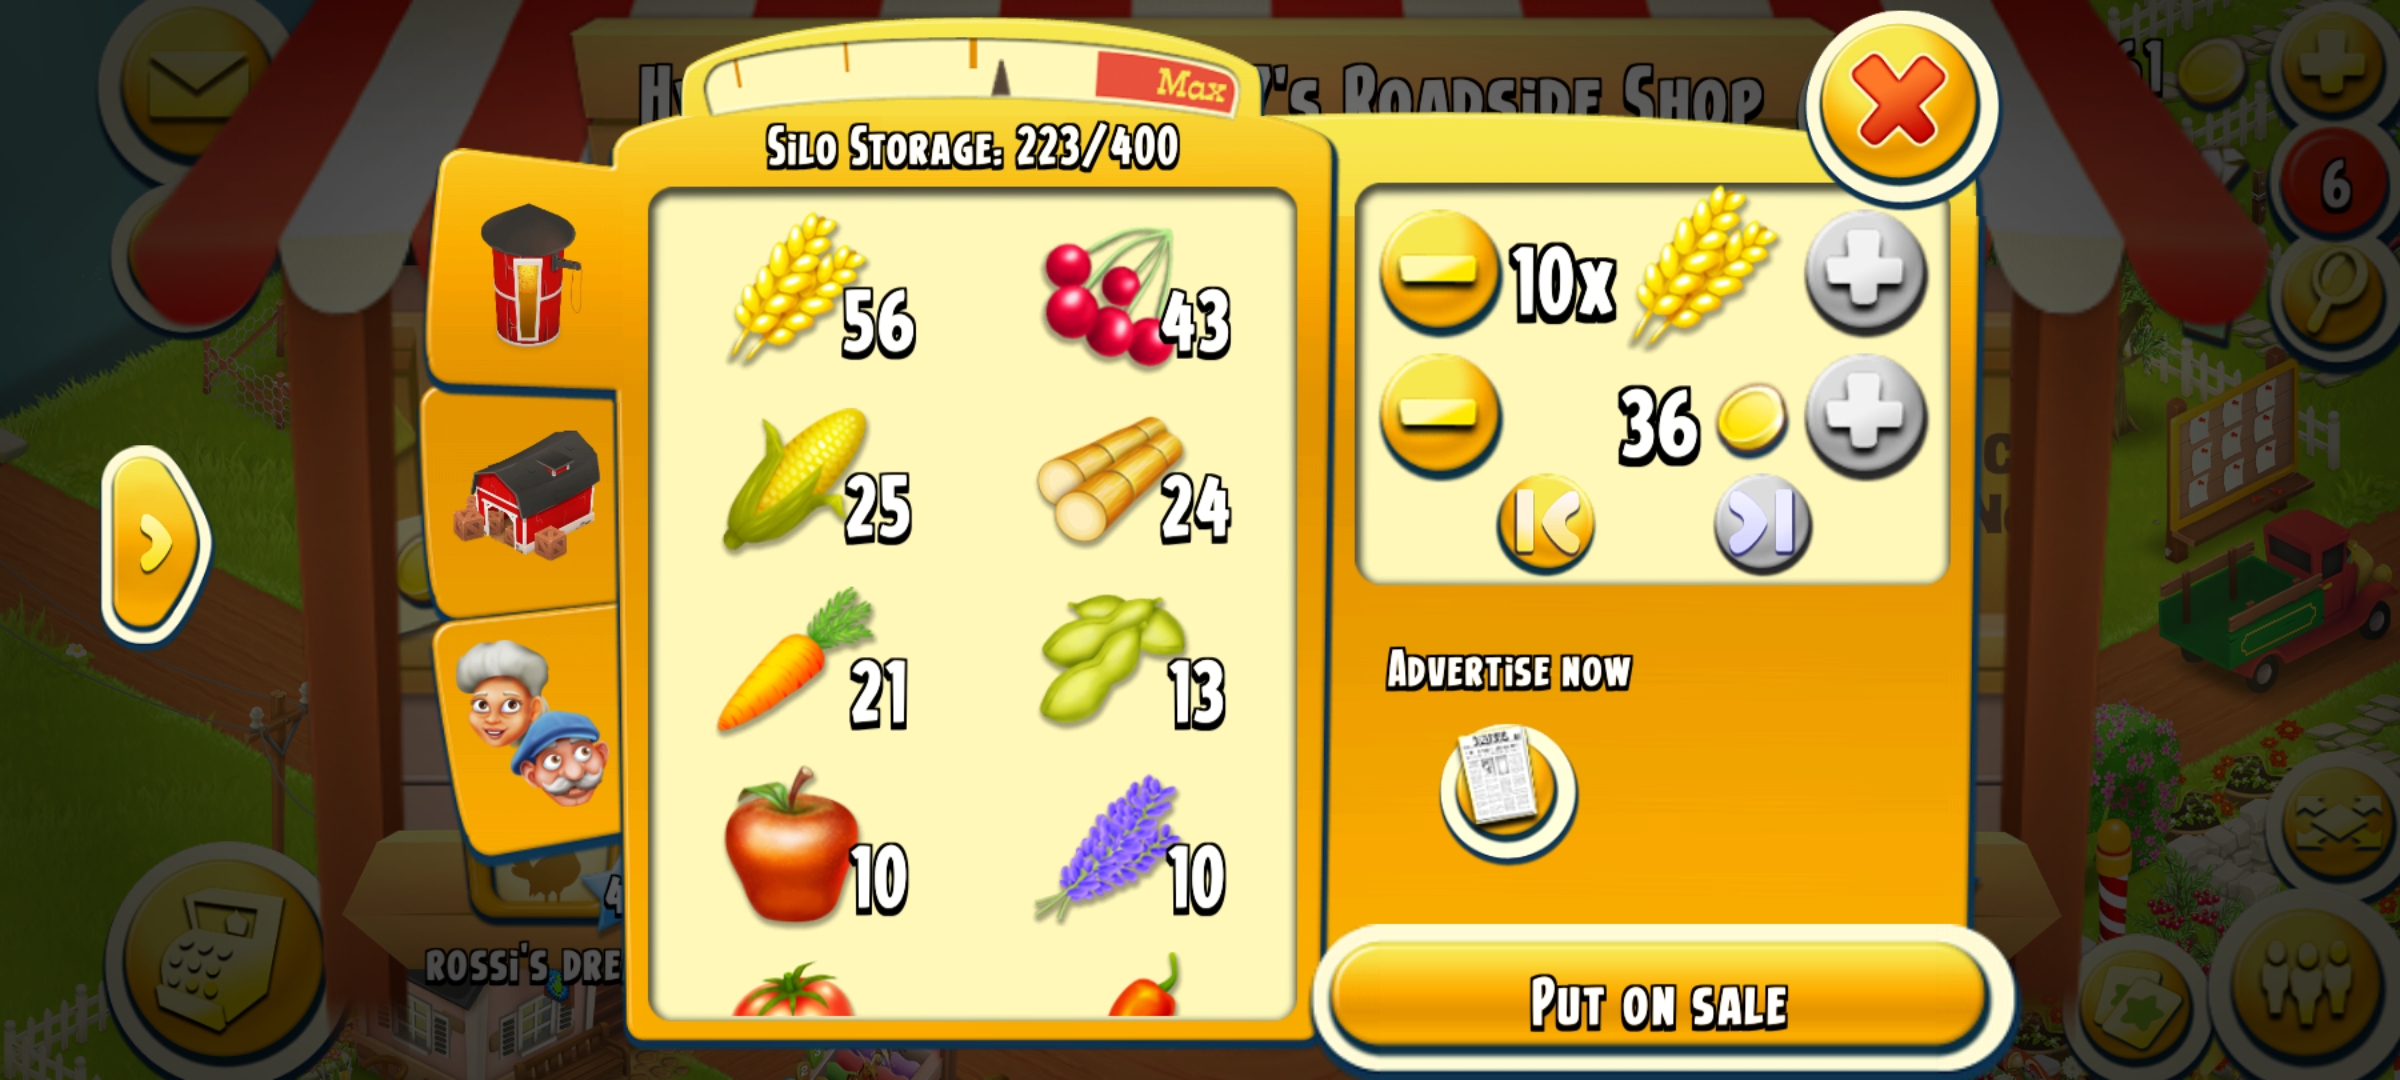 'S ROADSIDE SHOP
Max
SILO STORAGE: 223/400
56
43
25
24
21
13
10
10
10x
36
ADVERTISE NOW
PUT ON SALE
6
ROSSI'S DRE